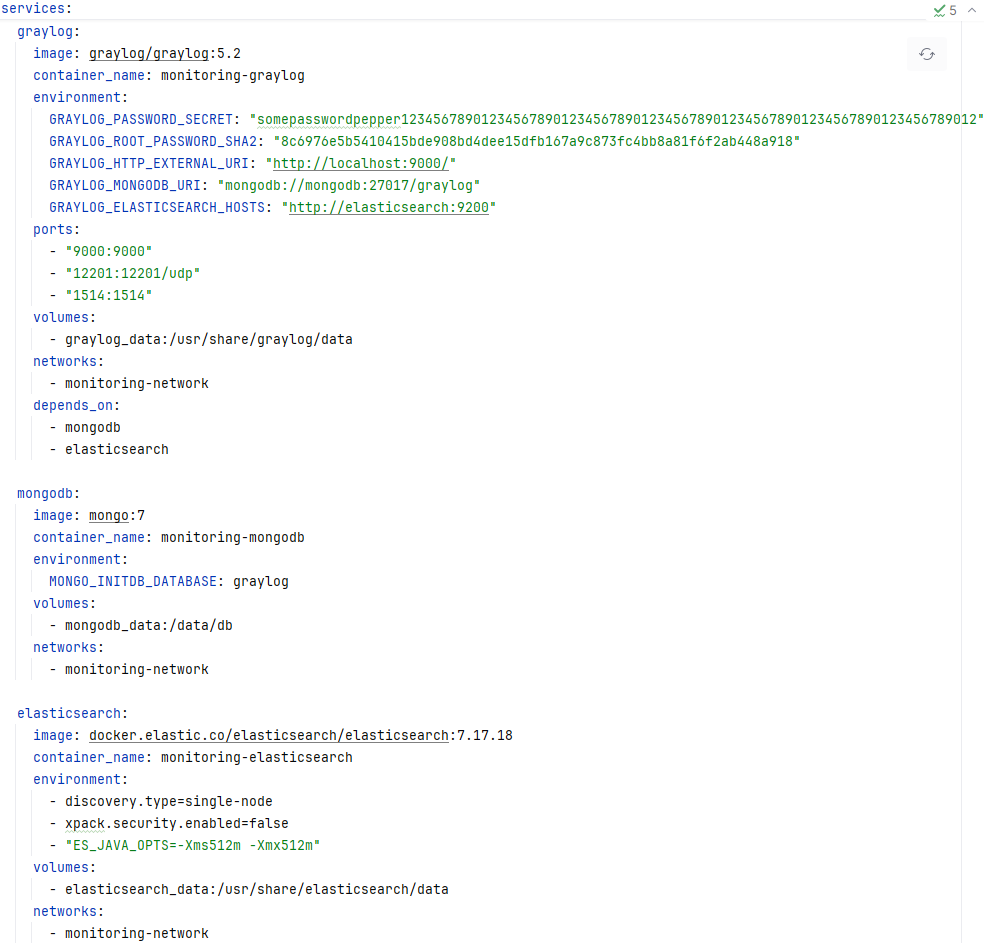 services:
5
graylog:
image: graylog/graylog:5.2
container_name: monitoring-graylog
environment:
GRAYLOG_PASSWORD_SECRET: "somepasswordpepper12345678901234567890123456789012345678901234567890123456789012"
GRAYLOG_ROOT_PASSWORD_SHA2: "8c6976e5b5410415bde908bd4dee15dfb167a9c873fc4bb8a81f6f2ab448a918"
GRAYLOG_HTTP_EXTERNAL_URI: "http://localhost:9000/"
GRAYLOG_MONGODB_URI: "mongodb://mongodb:27017/graylog"
GRAYLOG_ELASTICSEARCH_HOSTS: "http://elasticsearch:9200"
ports:
- "9000:9000"
- "12201:12201/udp"
- "1514:1514"
volumes:
- graylog_data:/usr/share/graylog/data
networks:
- monitoring-network
depends_on:
- mongodb
- elasticsearch
mongodb:
image: mongo:7
container_name: monitoring-mongodb
environment:
MONGO_INITDB_DATABASE: graylog
volumes:
- mongodb_data:/data/db
networks:
- monitoring-network
elasticsearch:
image: docker.elastic.co/elasticsearch/elasticsearch:7.17.18
container_name: monitoring-elasticsearch
environment:
- discovery.type=single-node
- xpack.security.enabled=false
- "ES_JAVA_OPTS=-Xms512m -Xmx512m"
volumes:
- elasticsearch_data:/usr/share/elasticsearch/data
networks:
- monitoring-network